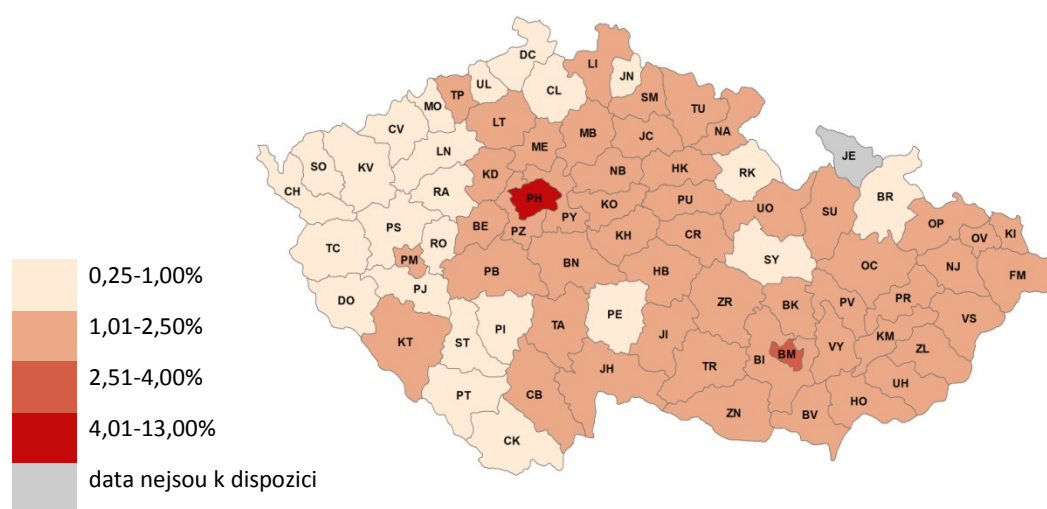 DC
LI
JN
UL
CL
TP
MO
SM
TU
LT
CV
MB
JC
NA
ME
LN
SO
KV
CH
KD
NB
HK
RK
JE
RA
PH
BR
KO
PU
UO
SU
PS
BE
PZ
PY
OP
KI
RO
KH
CR
OV
TC
PM
SY
BN
HB
OC
NJ
FM
PB
PJ
DO
ZR
BK
PV
PR
PE
VS
TA
PI
ST
KT
JI
KM
VY
ZL
BM
BI
TR
JH
UH
PT
CB
HO
ZN
BV
CK
0,25-1,00%
1,01-2,50%
2,51-4,00%
4,01-13,00%
data nejsou k dispozici